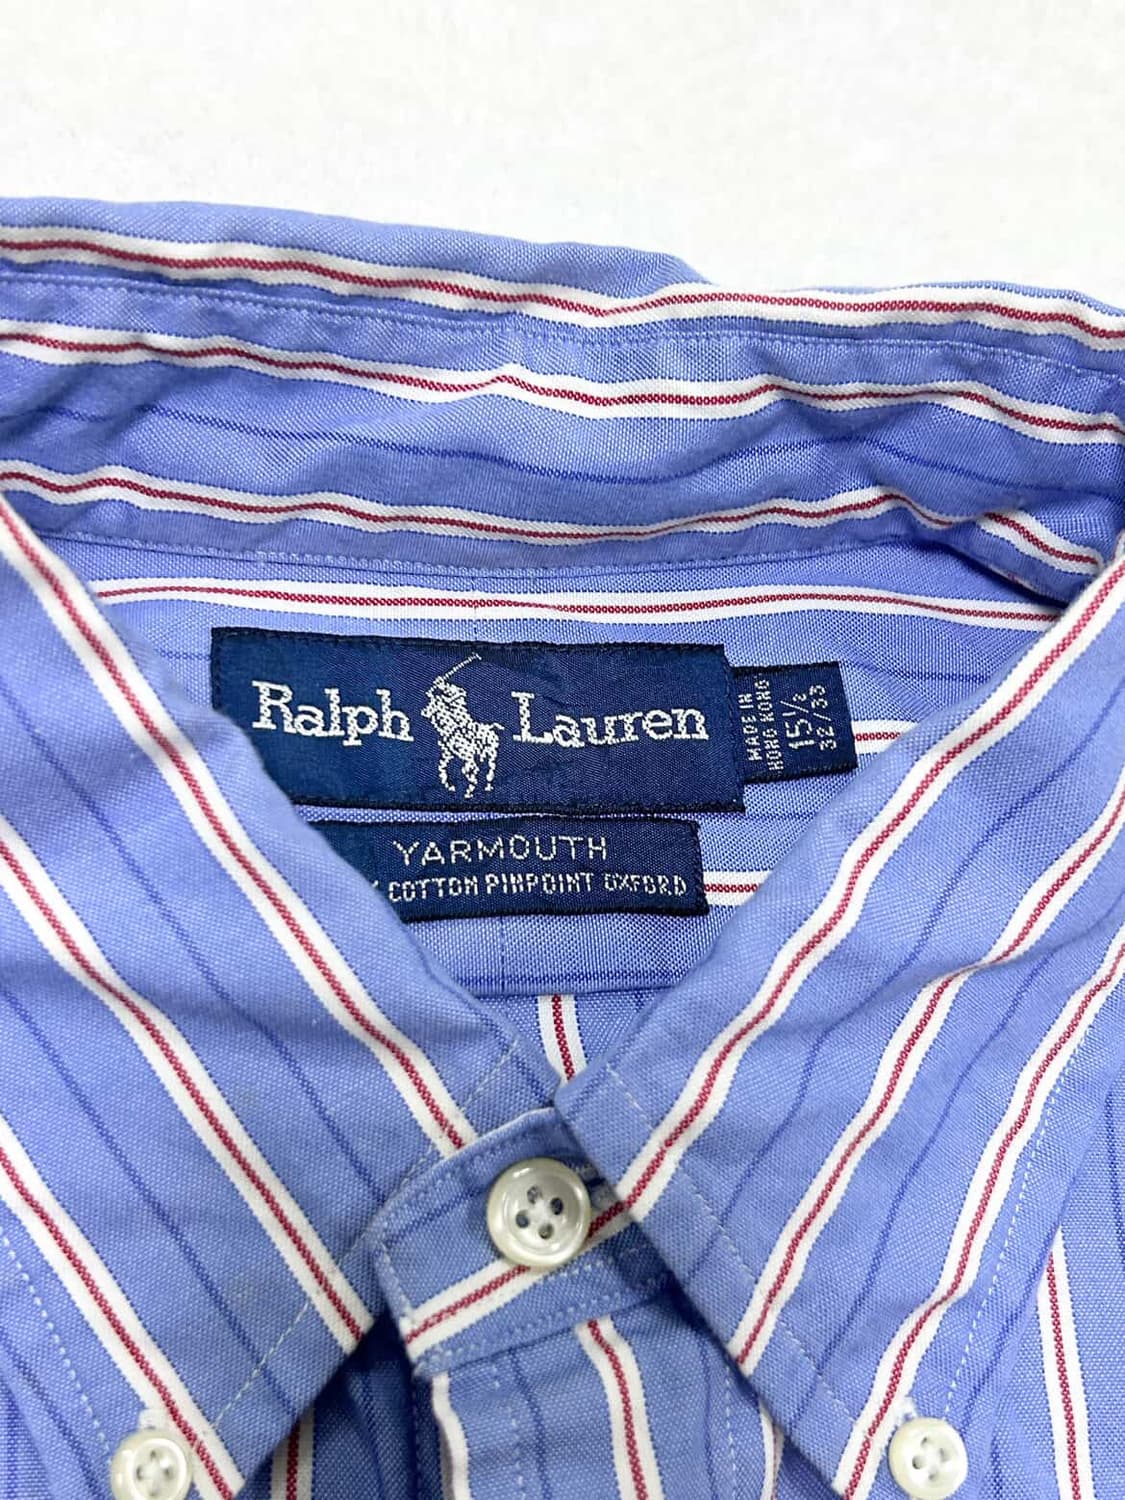 Ralph Lauren
MADE IN
HONG KONG
15½
32/33
YARMOUTH
COTTON PINPOINT OXFORD